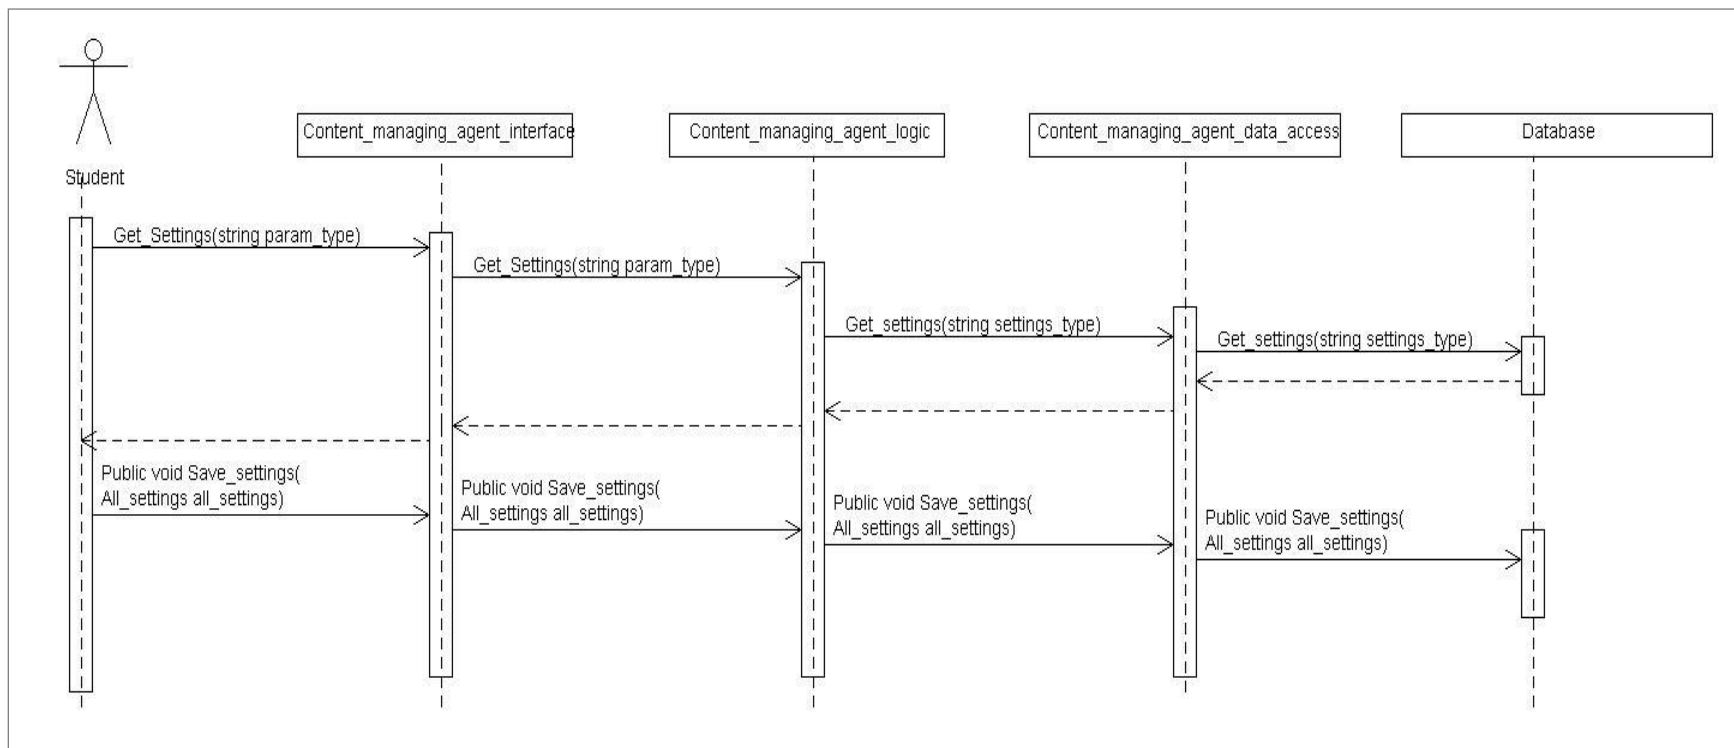 Content_managing_agent_interface
Content_managing_agent_logic
Content_managing_agent_data_access
Database
Student
Get_Settings(string param_type)
Get_Settings(string param_type)
Get_settings(string settings_type)
Get_settings(string settings_type)
Public void Save_settings(
All_settings all_settings)
Public void Save_settings(
All_settings all_settings)
Public void Save_settings(
All_settings all_settings)
Public void Save_settings(
All_settings all_settings)